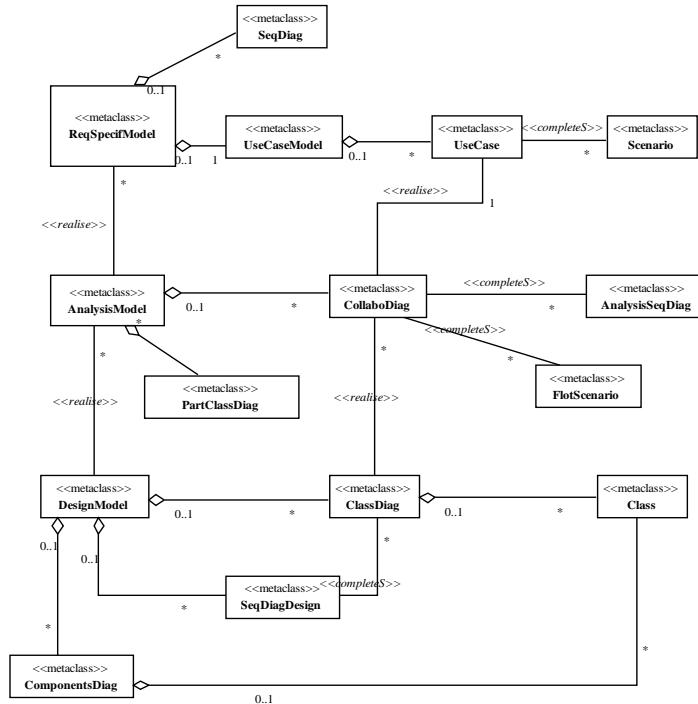 <<metaclass>>
SeqDiag
*
0..1
<<metaclass>>
ReqSpecifModel
<<metaclass>>
UseCaseModel
<<metaclass>>
UseCase
<<completeS>>
<<metaclass>>
Scenario
0..1
1
0..1
*
*
*
<<realise>>
1
<<realise>>
<<metaclass>>
AnalysisModel
0..1
*
<<metaclass>>
CollaboDiag
<<completeS>>
*
<<metaclass>>
AnalysisSeqDiag
*
<<completeS>>
*
*
*
<<metaclass>>
PartClassDiag
<<metaclass>>
FlotScenario
<<realise>>
<<realise>>
<<metaclass>>
DesignModel
0..1
*
<<metaclass>>
ClassDiag
0..1
*
<<metaclass>>
Class
0..1
0..1
*
*
<<metaclass>>
SeqDiagDesign
<<completeS>>
*
*
<<metaclass>>
ComponentsDiag
0..1